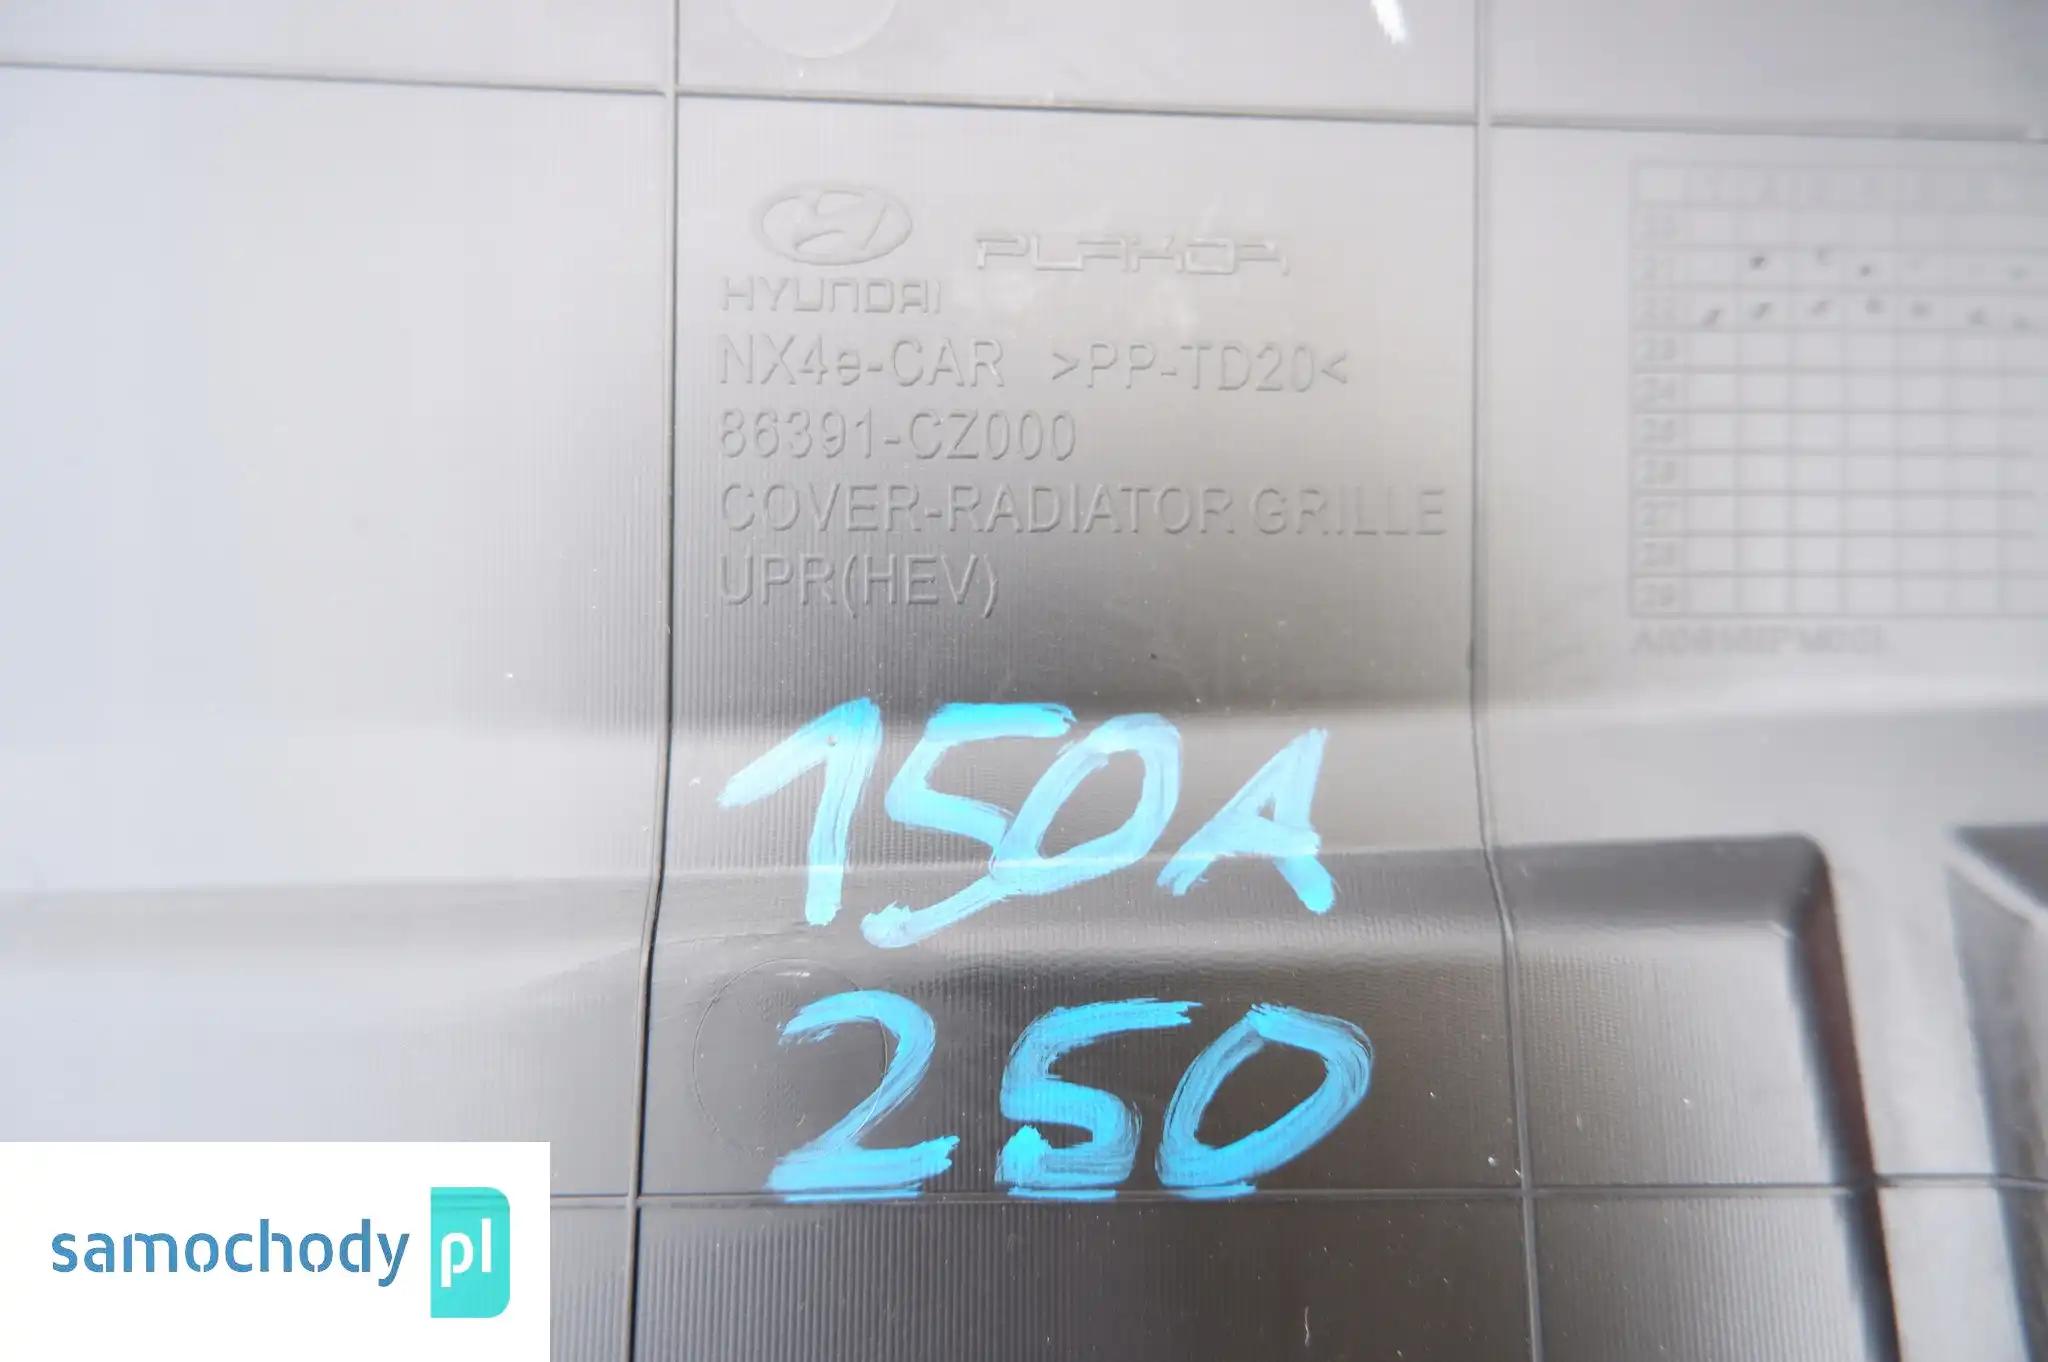 HYUNDAI
PLAKOR
NX4e-CAR >PP-TD20<
86391-CZ000
COVER-RADIATOR GRILLE
UPR(HEV)
150A
250
samochody pl